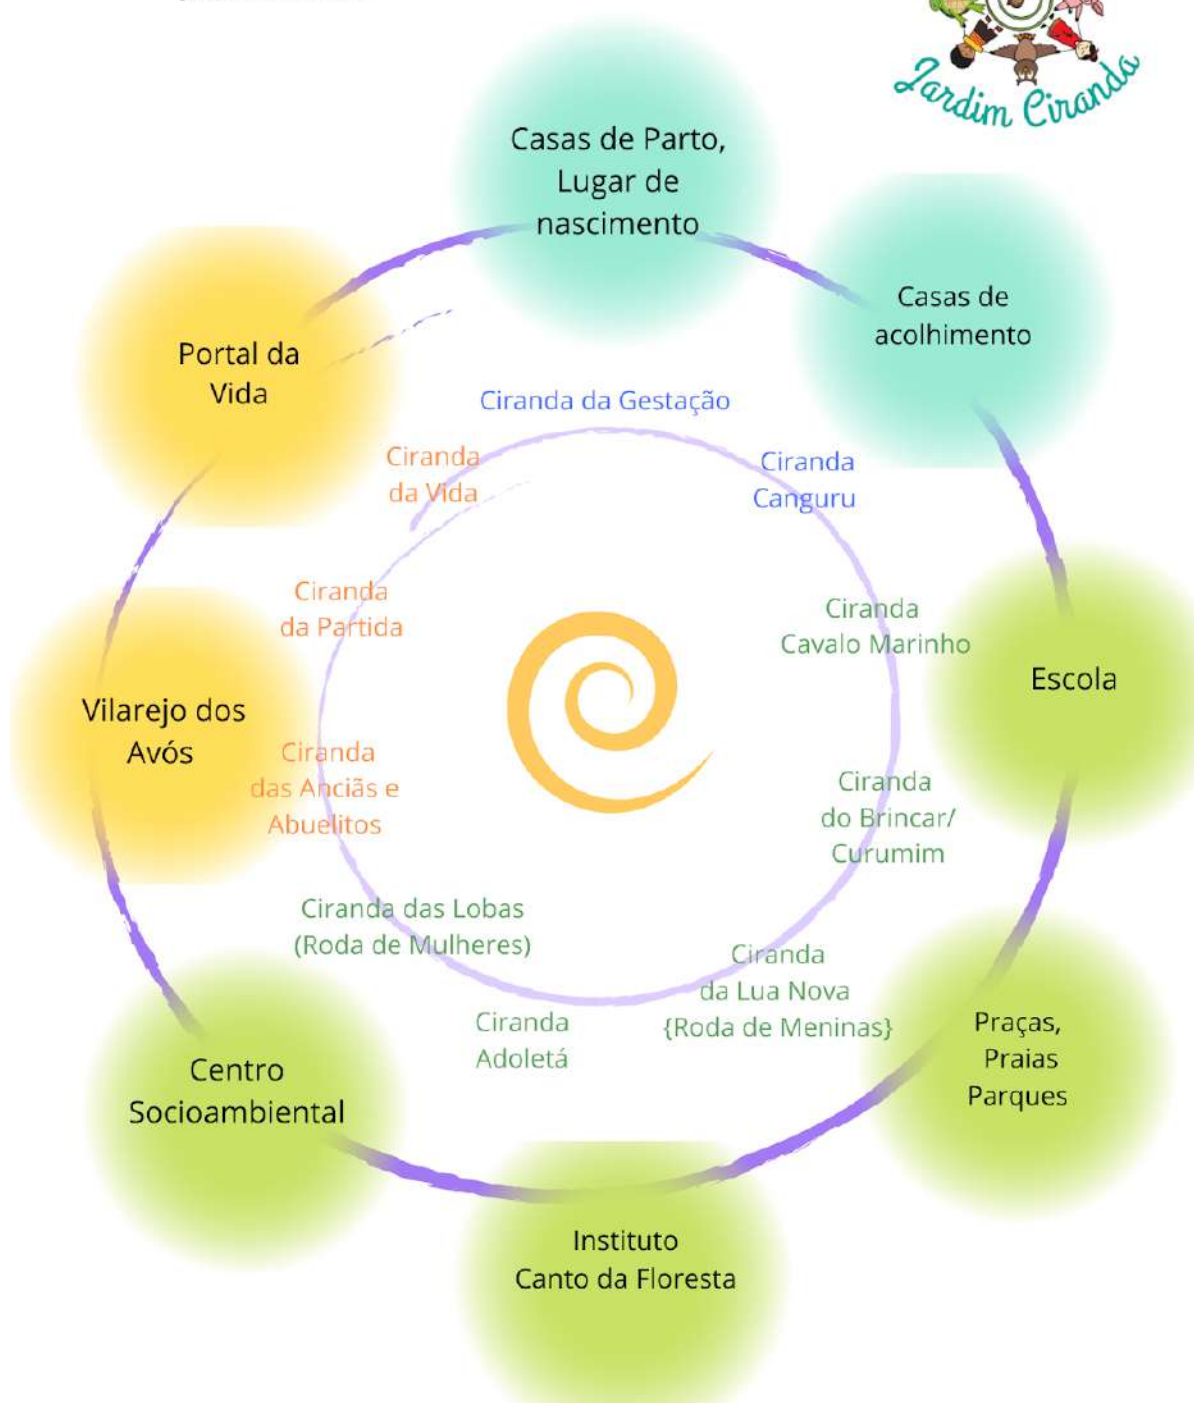 Jardim Ciranda
Casas de Parto,
Lugar de
nascimento
Casas de
acolhimento
Portal da
Vida
Ciranda da Gestação
Ciranda
da Vida
Ciranda
Canguru
Ciranda
da Partida
Ciranda
Cavalo Marinho
Escola
Vilarejo dos
Avós
Ciranda
das Anciãs e
Abuelitos
Ciranda
do Brincar/
Curumim
Ciranda das Lobas
(Roda de Mulheres)
Ciranda
da Lua Nova
{Roda de Meninas}
Ciranda
Adoletá
Praças,
Praias
Parques
Centro
Socioambiental
Instituto
Canto da Floresta